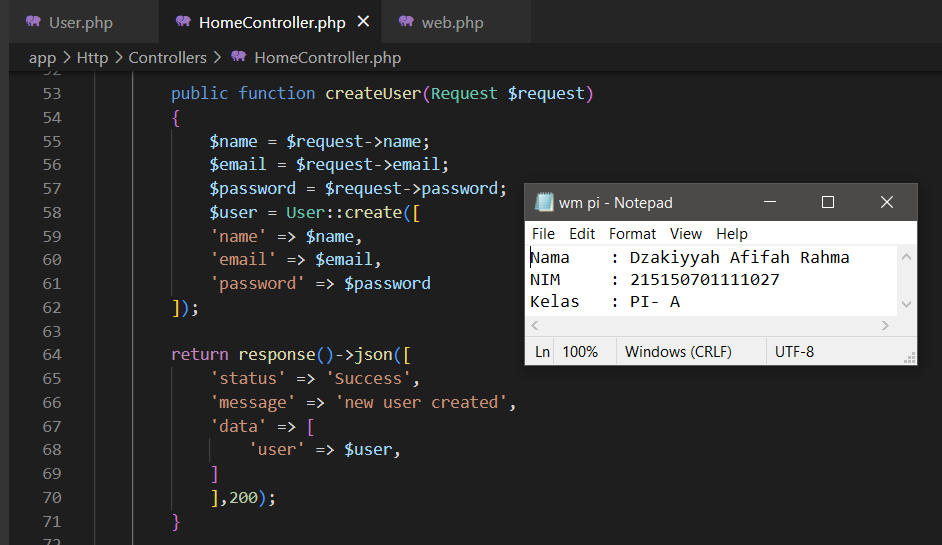 User.php HomeController.php web.php
app > Http > Controllers > HomeController.php
53 public function createUser(Request $request)
54 {
55 $name = $request->name;
56 $email = $request->email;
57 $password = $request->password;
58 $user = User::create([
59 'name' => $name,
60 'email' => $email,
61 'password' => $password
62 ]);
63
64 return response()->json([
65 'status' => 'Success',
66 'message' => 'new user created',
67 'data' => [
68 'user' => $user,
69 ]
70 ],200);
71 }
wm pi - Notepad
File Edit Format View Help
Nama : Dzakiyyah Afifah Rahma
NIM : 215150701111027
Kelas : PI- A
Ln 100% Windows (CRLF) UTF-8